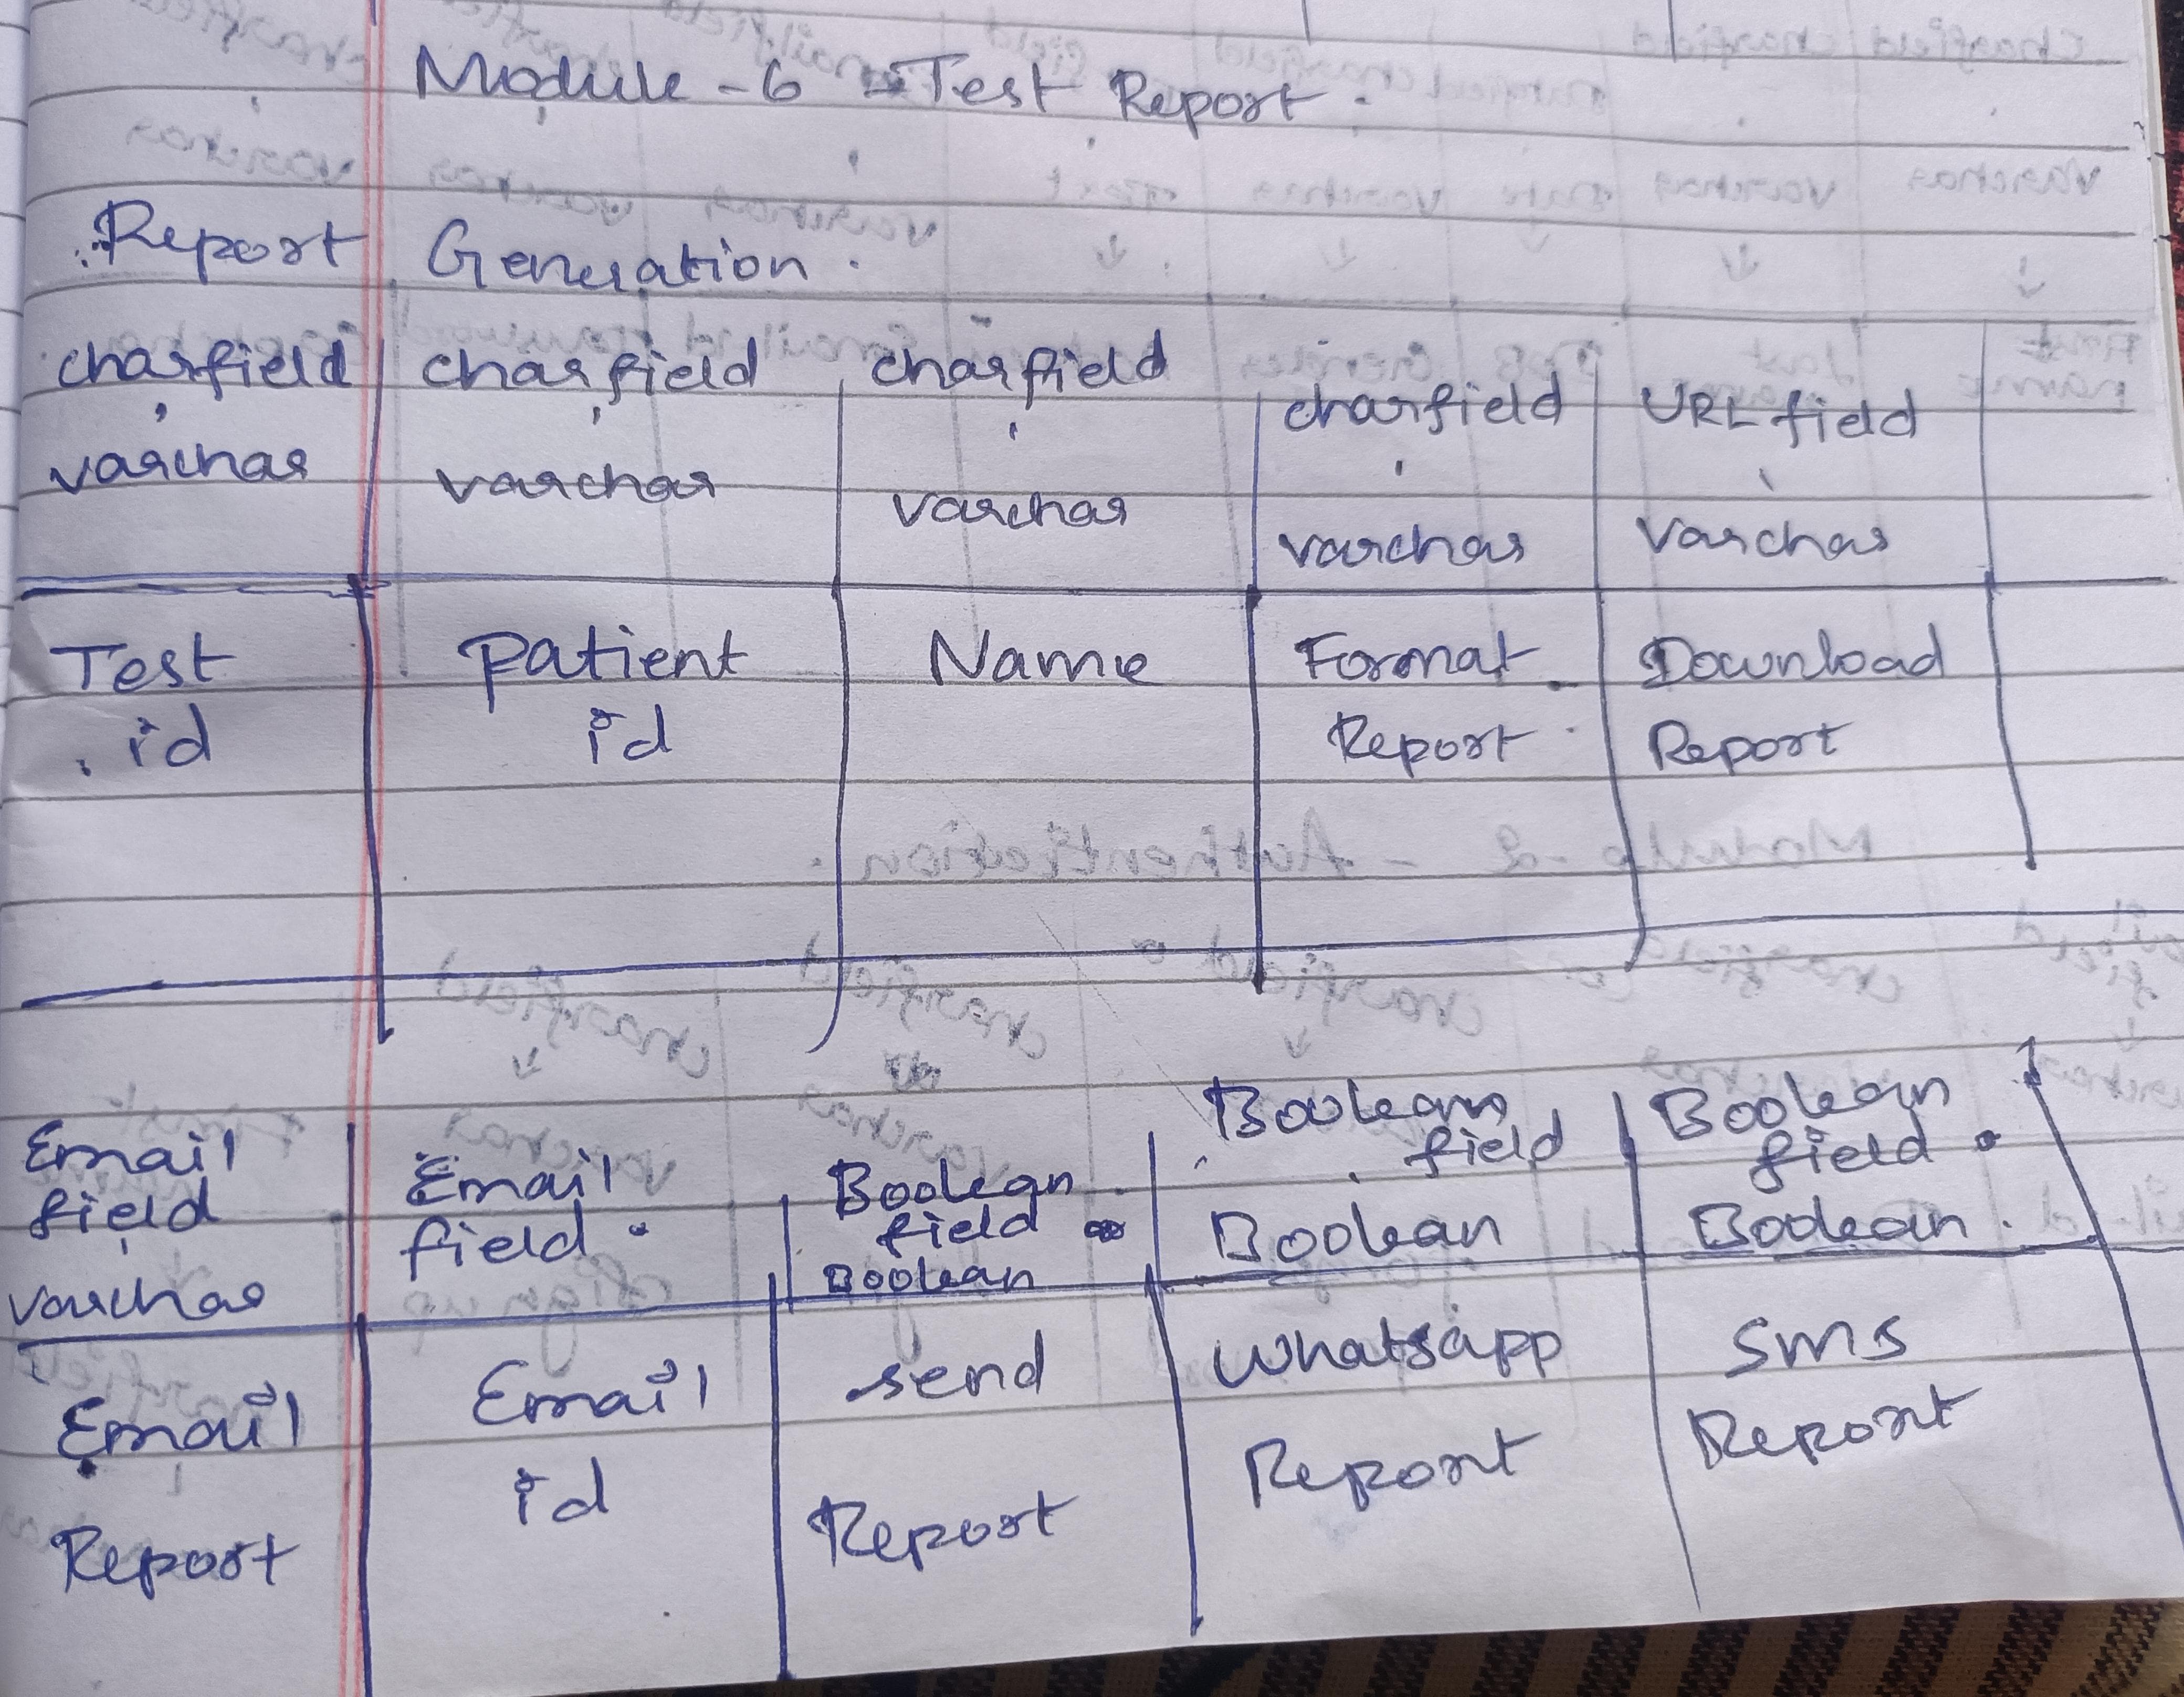 Module - 6 - Test Report.
Report Generation.
charfield charfield charfield charfield URL field
varchar varchar varchar varchar varchar
Test patient Name Format Download
id id Report Report
Email Email Boolean Boolean Boolean
field field field field field
varchar Boolean Boolean Boolean
Email Email send Whatsapp SMS
Report id Report Report Report